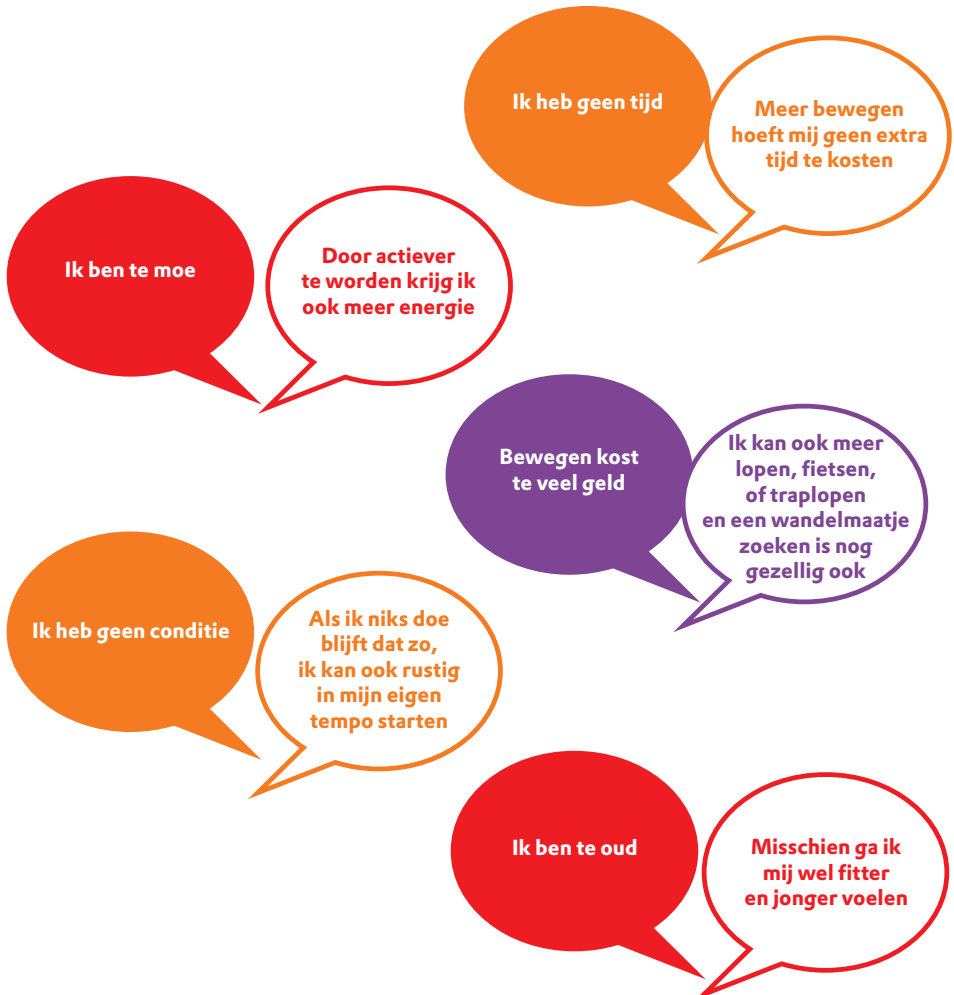 Ik heb geen tijd
Meer bewegen
hoeft mij geen extra
tijd te kosten
Ik ben te moe
Door actiever
te worden krijg ik
ook meer energie
Bewegen kost
te veel geld
Ik kan ook meer
lopen, fietsen,
of traplopen
en een wandelmaatje
zoeken is nog
gezellig ook
Ik heb geen conditie
Als ik niks doe
blijft dat zo,
ik kan ook rustig
in mijn eigen
tempo starten
Ik ben te oud
Misschien ga ik
mij wel fitter
en jonger voelen